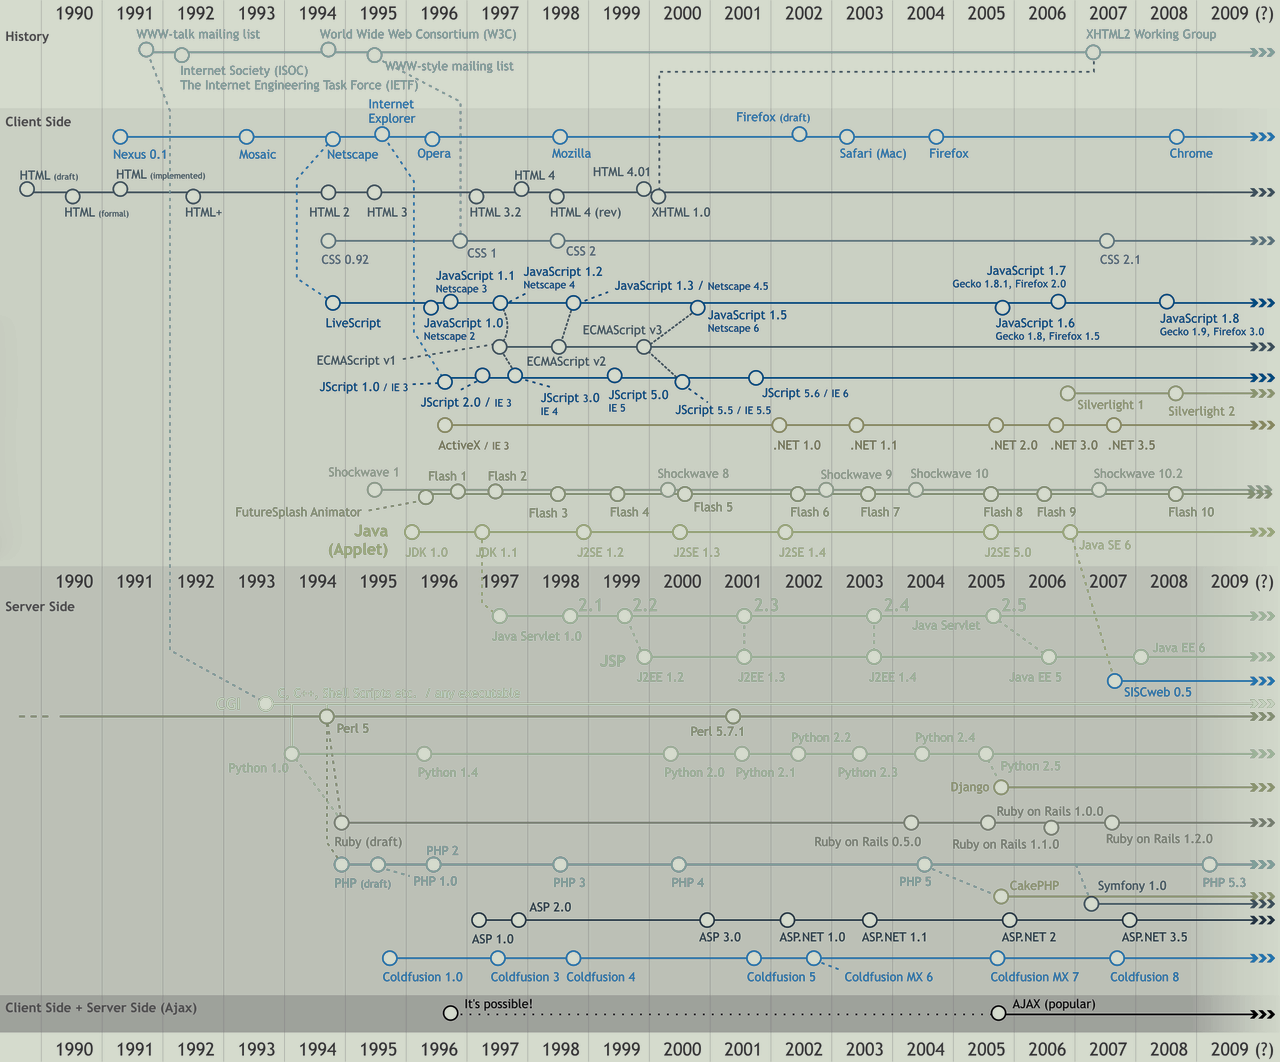 1990 1991 1992 1993 1994 1995 1996 1997 1998 1999 2000 2001 2002 2003 2004 2005 2006 2007 2008 2009 (?)
History
WWW-talk mailing list
World Wide Web Consortium (W3C)
XHTML2 Working Group
Internet Society (ISOC)
The Internet Engineering Task Force (IETF)
WWW-style mailing list
Client Side
Internet
Explorer
Firefox (draft)
Nexus 0.1
Mosaic
Netscape
Opera
Mozilla
Safari (Mac)
Firefox
Chrome
HTML (draft)
HTML (implemented)
HTML 4
HTML 4.01
HTML (formal)
HTML+
HTML 2
HTML 3
HTML 3.2
HTML 4 (rev)
XHTML 1.0
CSS 0.92
CSS 1
CSS 2
CSS 2.1
JavaScript 1.1
Netscape 3
JavaScript 1.2
Netscape 4
JavaScript 1.3 / Netscape 4.5
JavaScript 1.7
Gecko 1.8.1, Firefox 2.0
LiveScript
JavaScript 1.0
Netscape 2
JavaScript 1.5
Netscape 6
JavaScript 1.6
Gecko 1.8, Firefox 1.5
JavaScript 1.8
Gecko 1.9, Firefox 3.0
ECMAScript v1
ECMAScript v2
ECMAScript v3
JScript 1.0 / IE 3
JScript 2.0 / IE 3
JScript 3.0
IE 4
JScript 5.0
IE 5
JScript 5.5 / IE 5.5
JScript 5.6 / IE 6
Silverlight 1
Silverlight 2
ActiveX / IE 3
.NET 1.0
.NET 1.1
.NET 2.0
.NET 3.0
.NET 3.5
Shockwave 1
Flash 1
Flash 2
Shockwave 8
Shockwave 9
Shockwave 10
Shockwave 10.2
FutureSplash Animator
Flash 3
Flash 4
Flash 5
Flash 6
Flash 7
Flash 8
Flash 9
Flash 10
Java
(Applet)
JDK 1.0
JDK 1.1
J2SE 1.2
J2SE 1.3
J2SE 1.4
J2SE 5.0
Java SE 6
1990 1991 1992 1993 1994 1995 1996 1997 1998 1999 2000 2001 2002 2003 2004 2005 2006 2007 2008 2009 (?)
Server Side
2.1
2.2
2.3
2.4
2.5
Java Servlet 1.0
Java Servlet
JSP
J2EE 1.2
J2EE 1.3
J2EE 1.4
Java EE 5
Java EE 6
SISCweb 0.5
C, C++, Shell Scripts etc. / any executable
CGI
Perl 5
Perl 5.7.1
Python 1.0
Python 1.4
Python 2.0
Python 2.1
Python 2.2
Python 2.3
Python 2.4
Python 2.5
Django
Ruby (draft)
Ruby on Rails 0.5.0
Ruby on Rails 1.0.0
Ruby on Rails 1.1.0
Ruby on Rails 1.2.0
PHP (draft)
PHP 1.0
PHP 2
PHP 3
PHP 4
PHP 5
PHP 5.3
CakePHP
Symfony 1.0
ASP 1.0
ASP 2.0
ASP 3.0
ASP.NET 1.0
ASP.NET 1.1
ASP.NET 2
ASP.NET 3.5
Coldfusion 1.0
Coldfusion 3
Coldfusion 4
Coldfusion 5
Coldfusion MX 6
Coldfusion MX 7
Coldfusion 8
Client Side + Server Side (Ajax)
It's possible!
AJAX (popular)
1990 1991 1992 1993 1994 1995 1996 1997 1998 1999 2000 2001 2002 2003 2004 2005 2006 2007 2008 2009 (?)